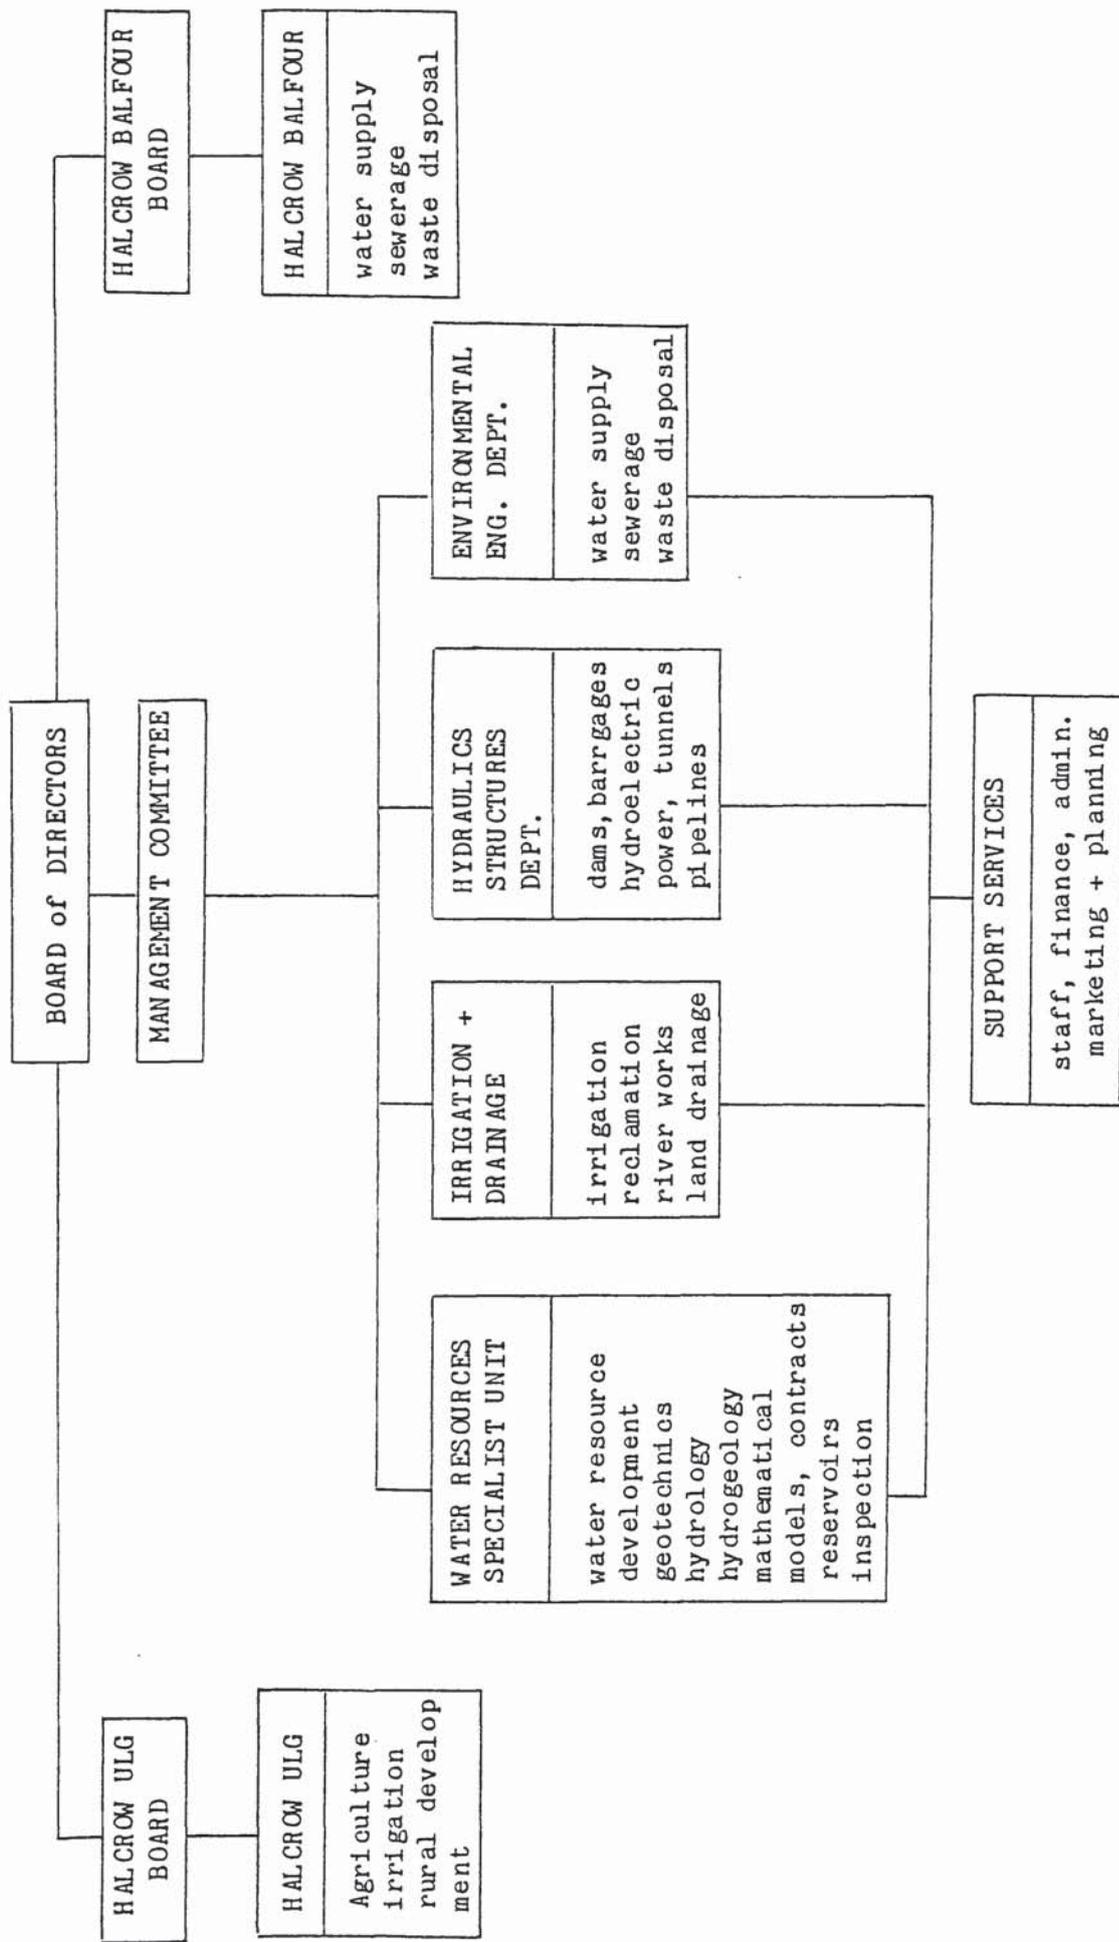 BOARD of DIRECTORS
MANAGEMENT COMMITTEE
HALCROW ULG
BOARD
HALCROW ULG
Agriculture
irrigation
rural develop
ment
HALCROW BALFOUR
BOARD
HALCROW BALFOUR
water supply
sewerage
waste disposal
WATER RESOURCES
SPECIALIST UNIT
water resource
development
geotechnics
hydrology
hydrogeology
mathematical
models, contracts
reservoirs
inspection
IRRIGATION +
DRAINAGE
irrigation
reclamation
river works
land drainage
HYDRAULICS
STRUCTURES
DEPT.
dams, barrgages
hydroelectric
power, tunnels
pipelines
ENVIRONMENTAL
ENG. DEPT.
water supply
sewerage
waste disposal
SUPPORT SERVICES
staff, finance, admin.
marketing + planning